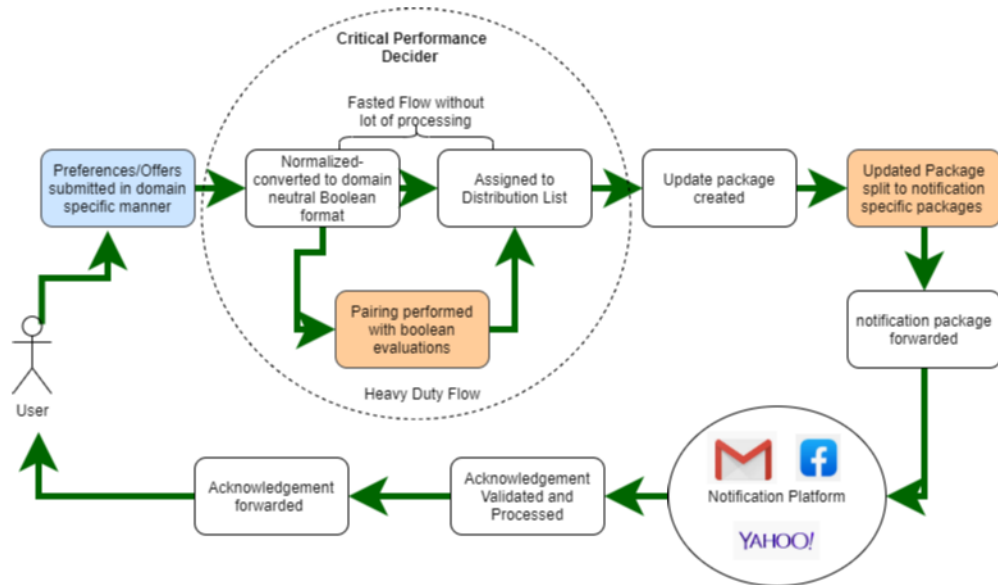 Critical Performance
Decider
Fasted Flow without
lot of processing
Preferences/Offers
submitted in domain
specific manner
Normalized-
converted to domain
neutral Boolean
format
Assigned to
Distribution List
Update package
created
Updated Package
split to notification
specific packages
Pairing performed
with boolean
evaluations
notification package
forwarded
Heavy Duty Flow
User
Notification Platform
YAHOO!
Acknowledgement
Validated and
Processed
Acknowledgement
forwarded